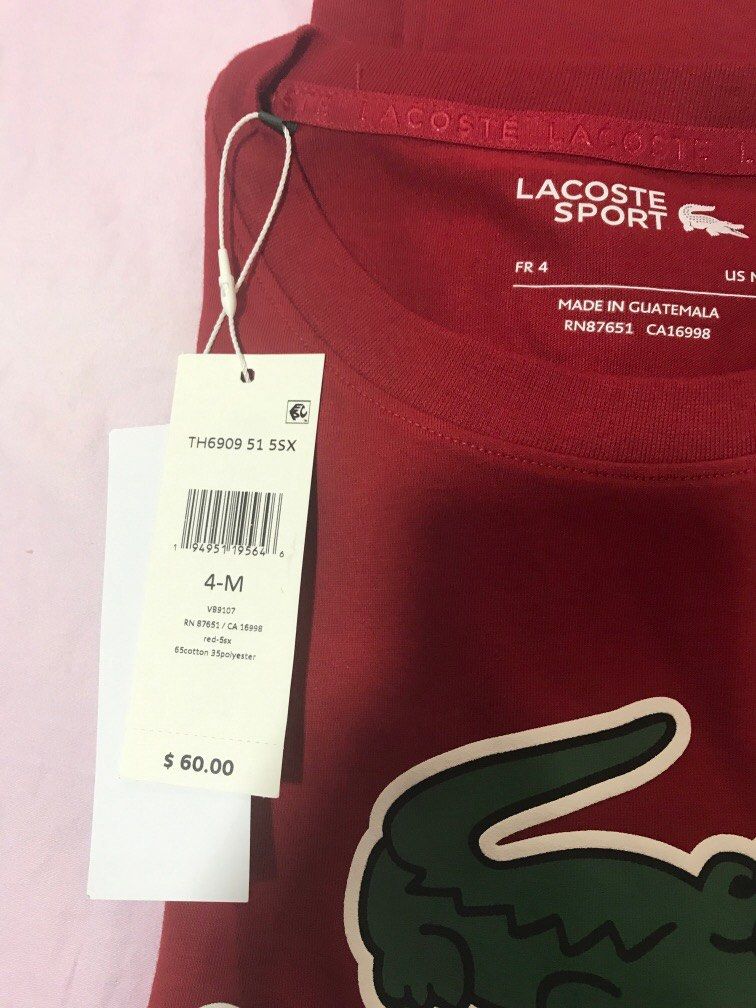 LACOSTE LACOSTE
LACOSTE
SPORT
FR 4
US
MADE IN GUATEMALA
RN87651 CA16998
TH6909 51 5SX
1 94951 19564 6
4-M
V89107
RN 87651 / CA 16998
red-5sx
65cotton 35polyester
$ 60.00